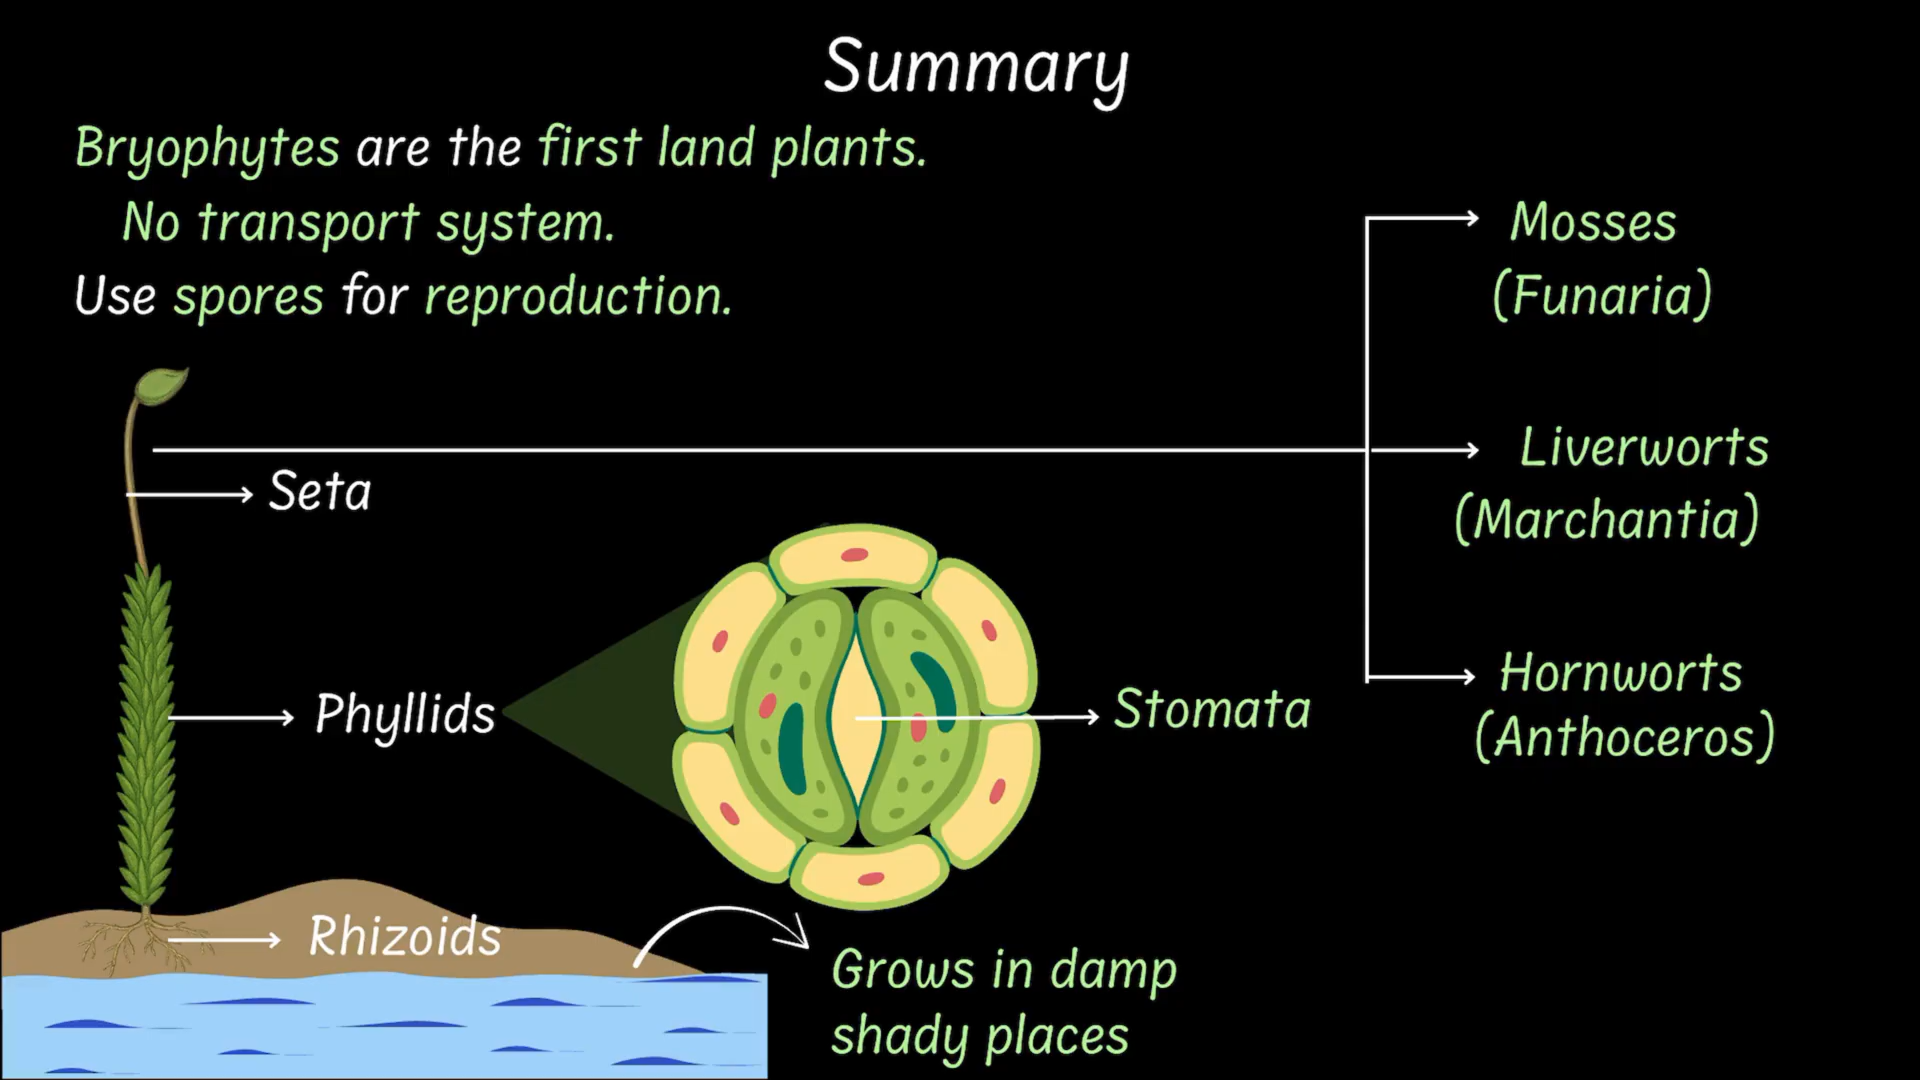 Summary
Bryophytes are the first land plants.
No transport system.
Use spores for reproduction.
Mosses
(Funaria)
Liverworts
(Marchantia)
Hornworts
(Anthoceros)
Seta
Phyllids
Stomata
Rhizoids
Grows in damp
shady places